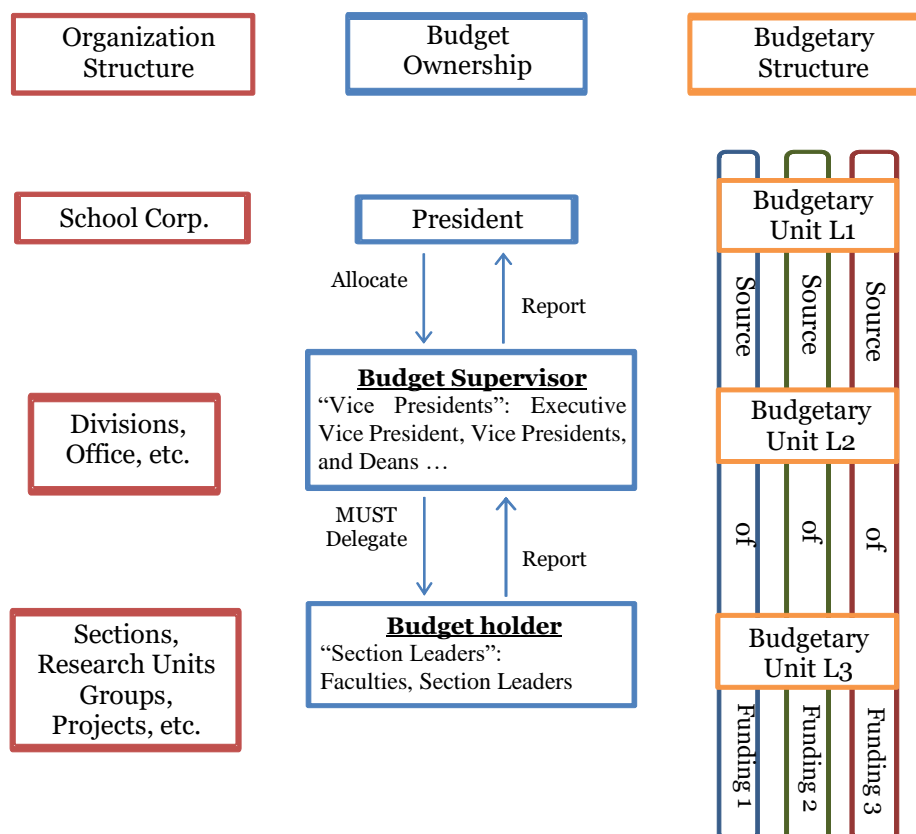 Organization
Structure
Budget
Ownership
Budgetary
Structure
School Corp.
President
Budgetary
Unit L1
Allocate
Report
Source
Source
Source
Divisions,
Office, etc.
Budget Supervisor
“Vice Presidents”: Executive
Vice President, Vice Presidents,
and Deans …
Budgetary
Unit L2
MUST
Delegate
Report
of
of
of
Sections,
Research Units
Groups,
Projects, etc.
Budget holder
“Section Leaders”:
Faculties, Section Leaders
Budgetary
Unit L3
Funding 1
Funding 2
Funding 3